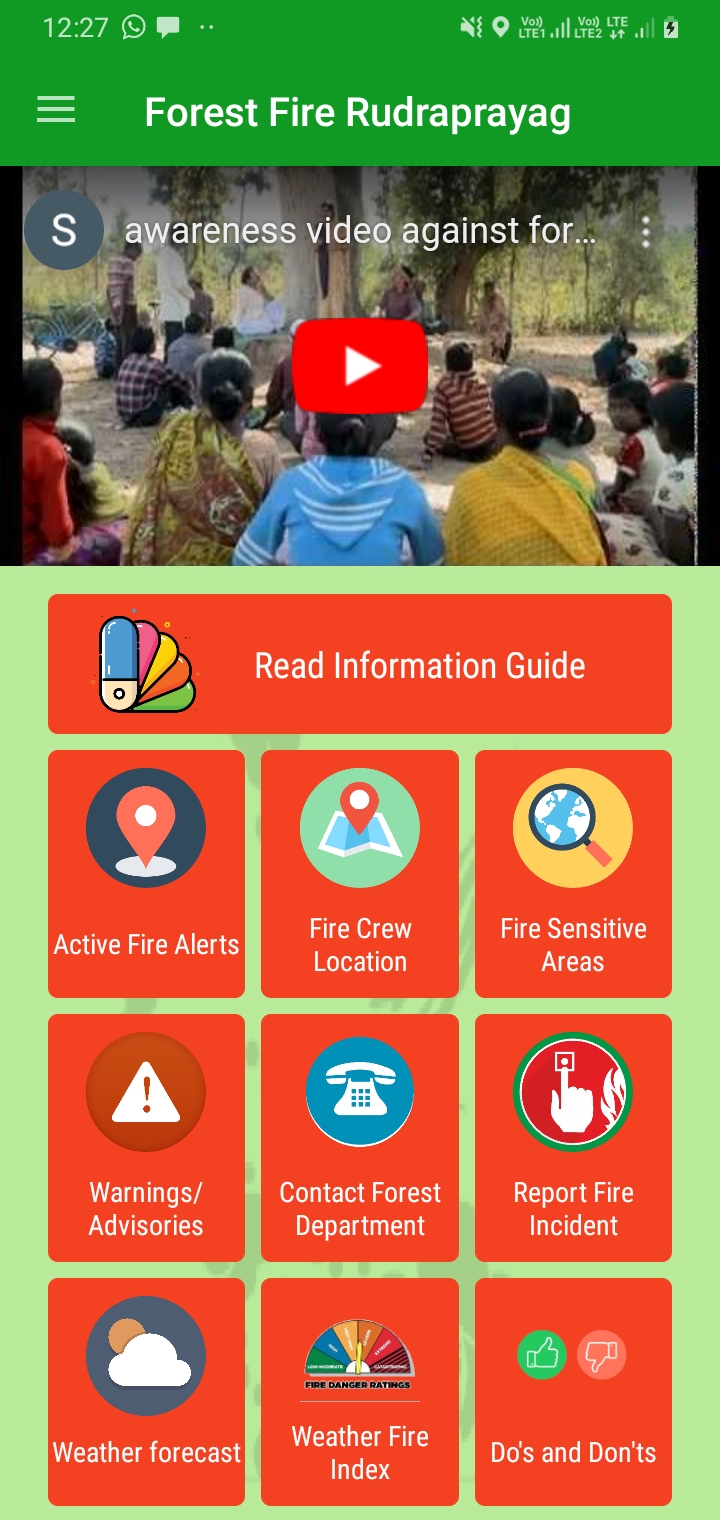 12:27
Vo)) LTE1 Vo)) LTE2 LTE
Forest Fire Rudraprayag
S
awareness video against for...
Read Information Guide
Active Fire Alerts
Fire Crew
Location
Fire Sensitive
Areas
Warnings/
Advisories
Contact Forest
Department
Report Fire
Incident
LOW-MODERATE
CATASTROPHIC
FIRE DANGER RATINGS
Weather forecast
Weather Fire
Index
Do's and Don'ts